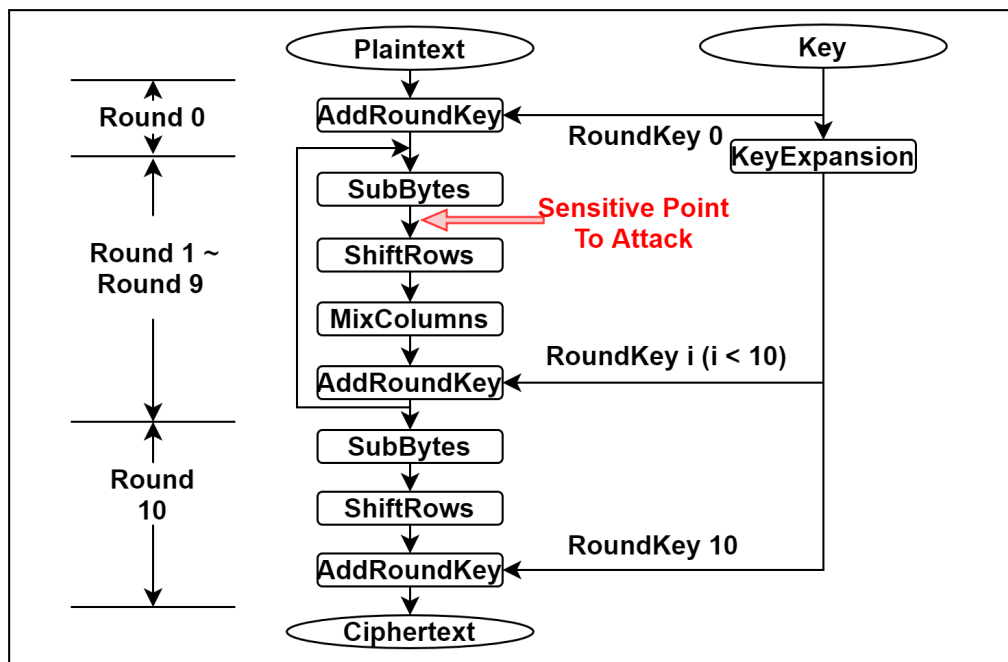 Plaintext
Key
Round 0
AddRoundKey
RoundKey 0
KeyExpansion
SubBytes
Sensitive Point
To Attack
Round 1 ~
Round 9
ShiftRows
MixColumns
RoundKey i (i < 10)
AddRoundKey
SubBytes
Round
10
ShiftRows
RoundKey 10
AddRoundKey
Ciphertext